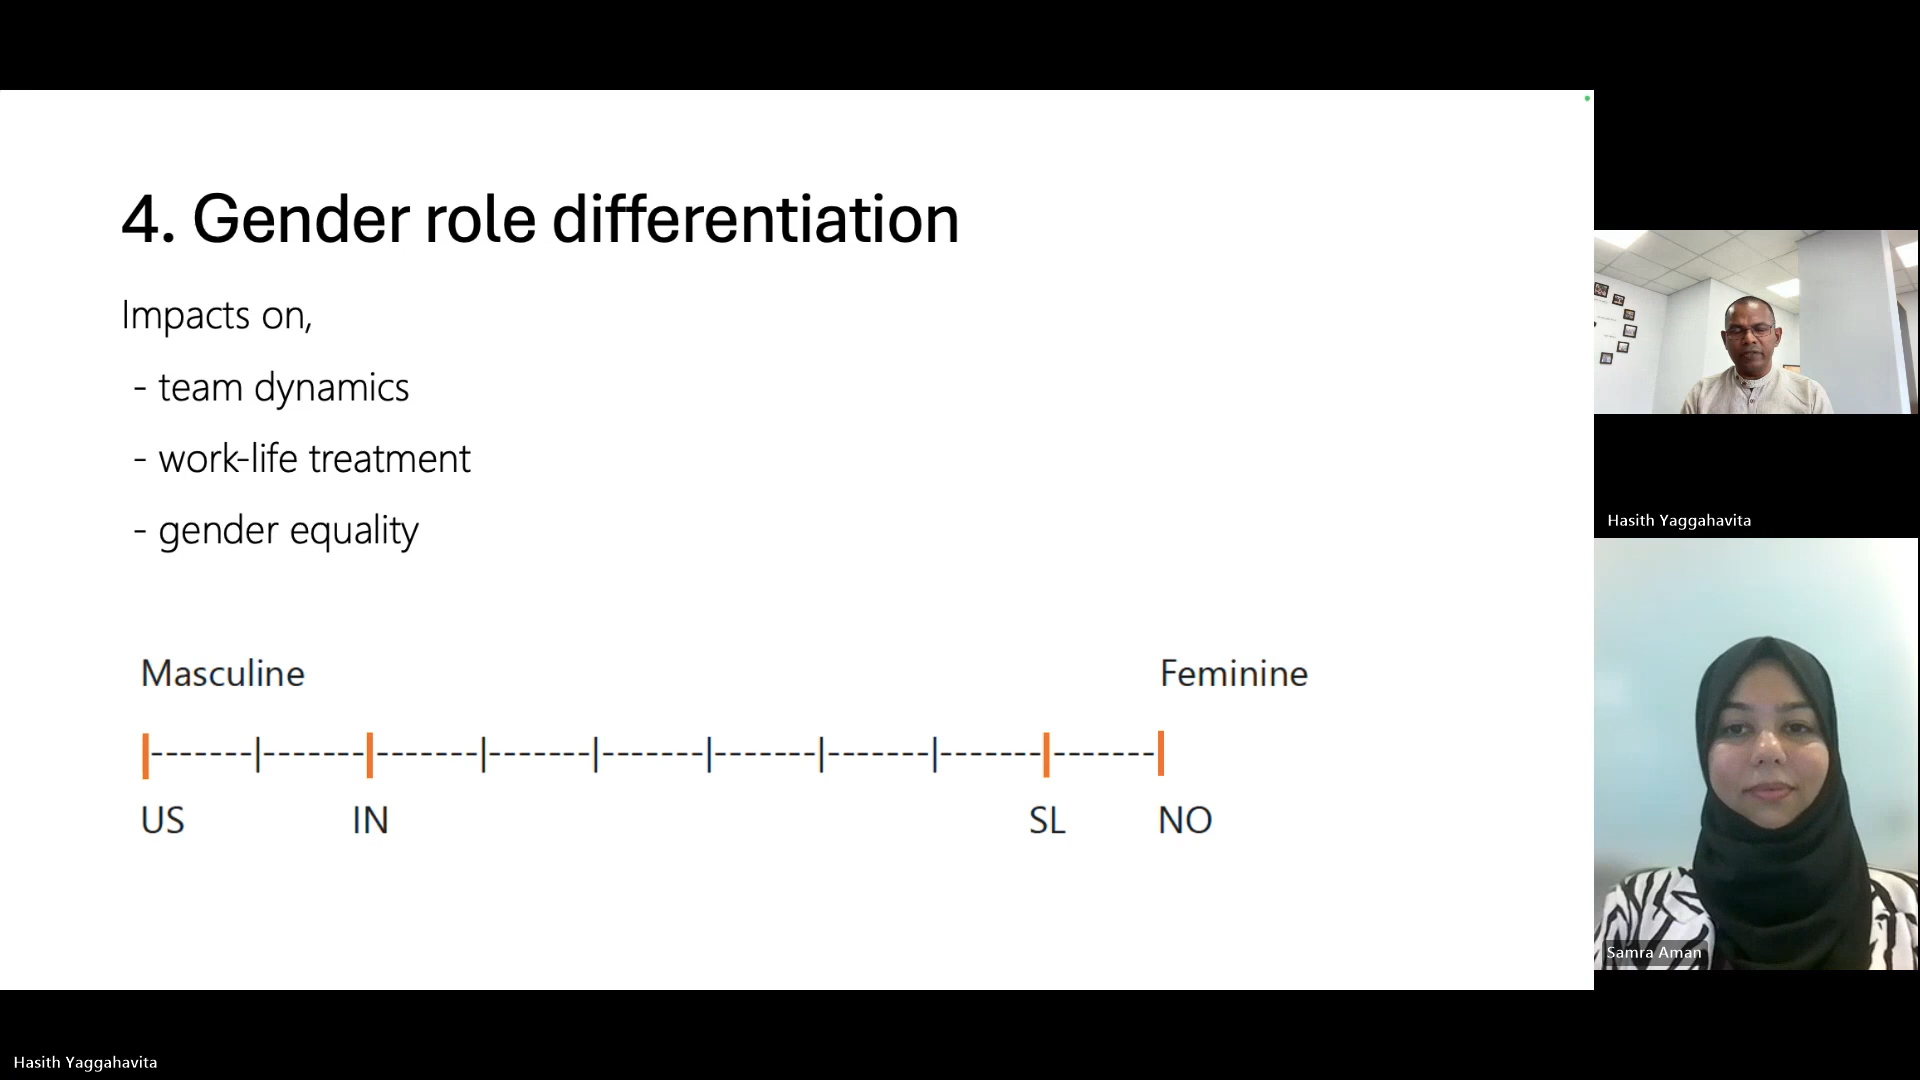 4. Gender role differentiation
Impacts on,
- team dynamics
- work-life treatment
- gender equality
Masculine Feminine
|-------|-------|-------|-------|-------|-------|-------|-------|-------|
US IN SL NO
Hasith Yaggahavita
Samra Aman
Hasith Yaggahavita